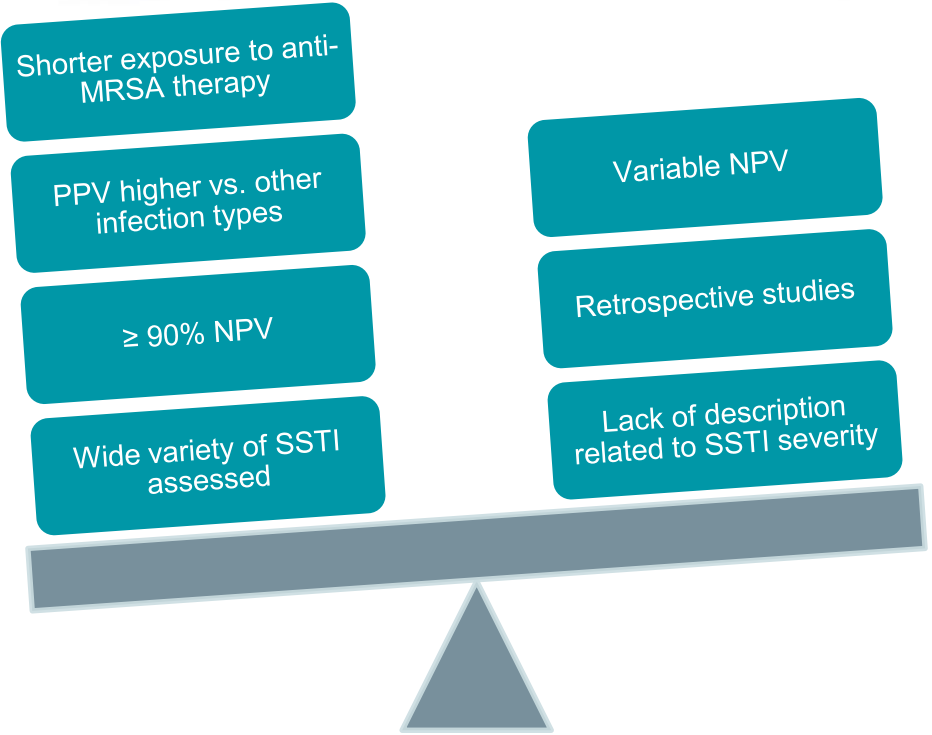 Shorter exposure to anti-
MRSA therapy
PPV higher vs. other
infection types
≥ 90% NPV
Wide variety of SSTI
assessed
Variable NPV
Retrospective studies
Lack of description
related to SSTI severity